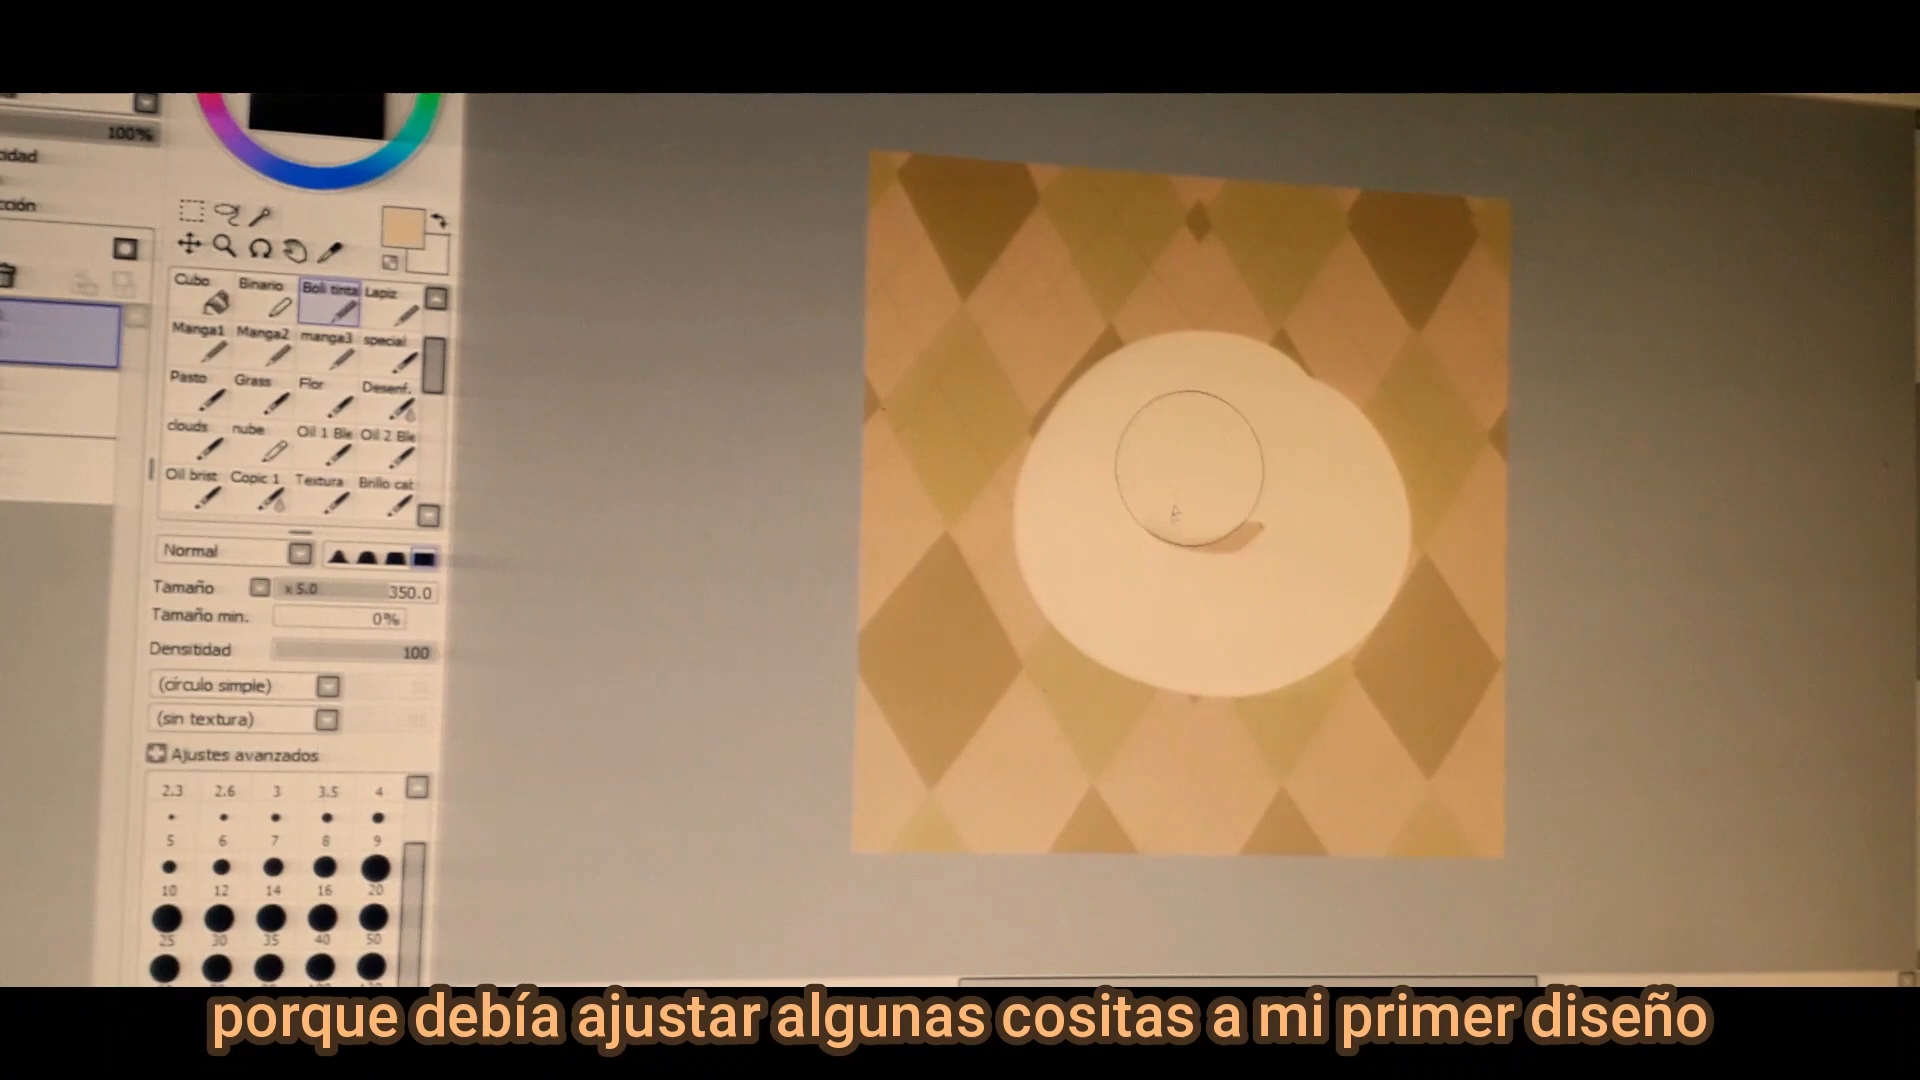 100%
idad
cción
Cubo Binario Boli tinta Lapiz
Manga1 Manga2 manga3 special
Pasto Grass Flor Desenf.
clouds nube Oil 1 Ble Oil 2 Ble
Oil brist Copic 1 Textura Brillo cat
Normal
Tamaño x 5.0 350.0
Tamaño min. 0%
Densitidad 100
(círculo simple)
(sin textura)
Ajustes avanzados
2.3 2.6 3 3.5 4
5 6 7 8 9
10 12 14 16 20
25 30 35 40 50
porque debía ajustar algunas cositas a mi primer diseño